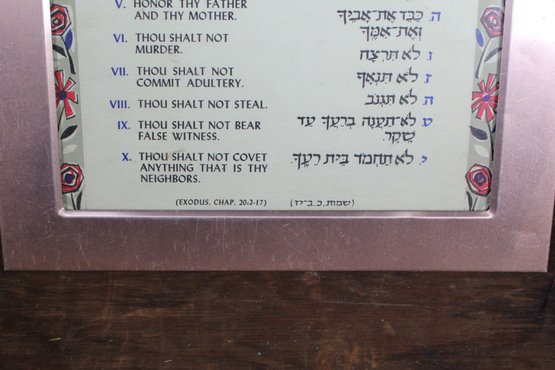 V. HONOR THY FATHER
AND THY MOTHER.
VI. THOU SHALT NOT
MURDER.
VII. THOU SHALT NOT
COMMIT ADULTERY.
VIII. THOU SHALT NOT STEAL.
IX. THOU SHALT NOT BEAR
FALSE WITNESS.
X. THOU SHALT NOT COVET
ANYTHING THAT IS THY
NEIGHBORS.
(EXODUS, CHAP. 20:2-17)
ה. כַּבֵּד אֶת־אָבִיךָ
וְאֶת־אִמֶּךָ
ו. לֹא תִּרְצָח
ז. לֹא תִּנְאָף
ח. לֹא תִּגְנֹב
ט. לֹא־תַעֲנֶה בְרֵעֲךָ עֵד
שָׁקֶר.
י. לֹא תַחְמֹד בֵּית רֵעֶךָ.
(שמות, כ, ב־יז)